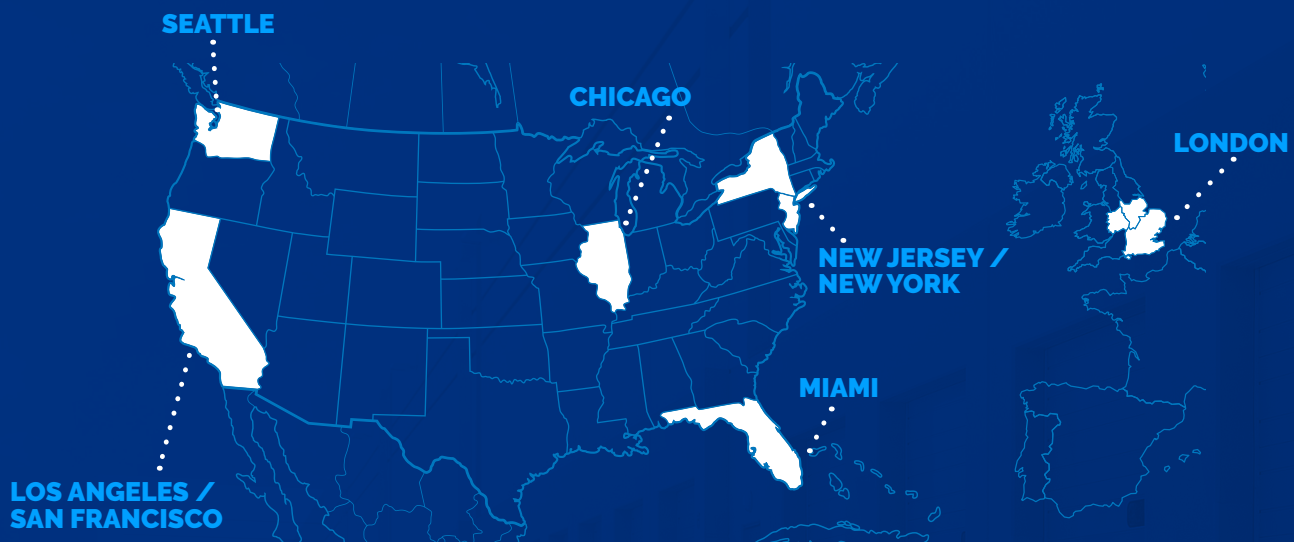 SEATTLE
CHICAGO
LONDON
NEW JERSEY /
NEW YORK
MIAMI
LOS ANGELES /
SAN FRANCISCO